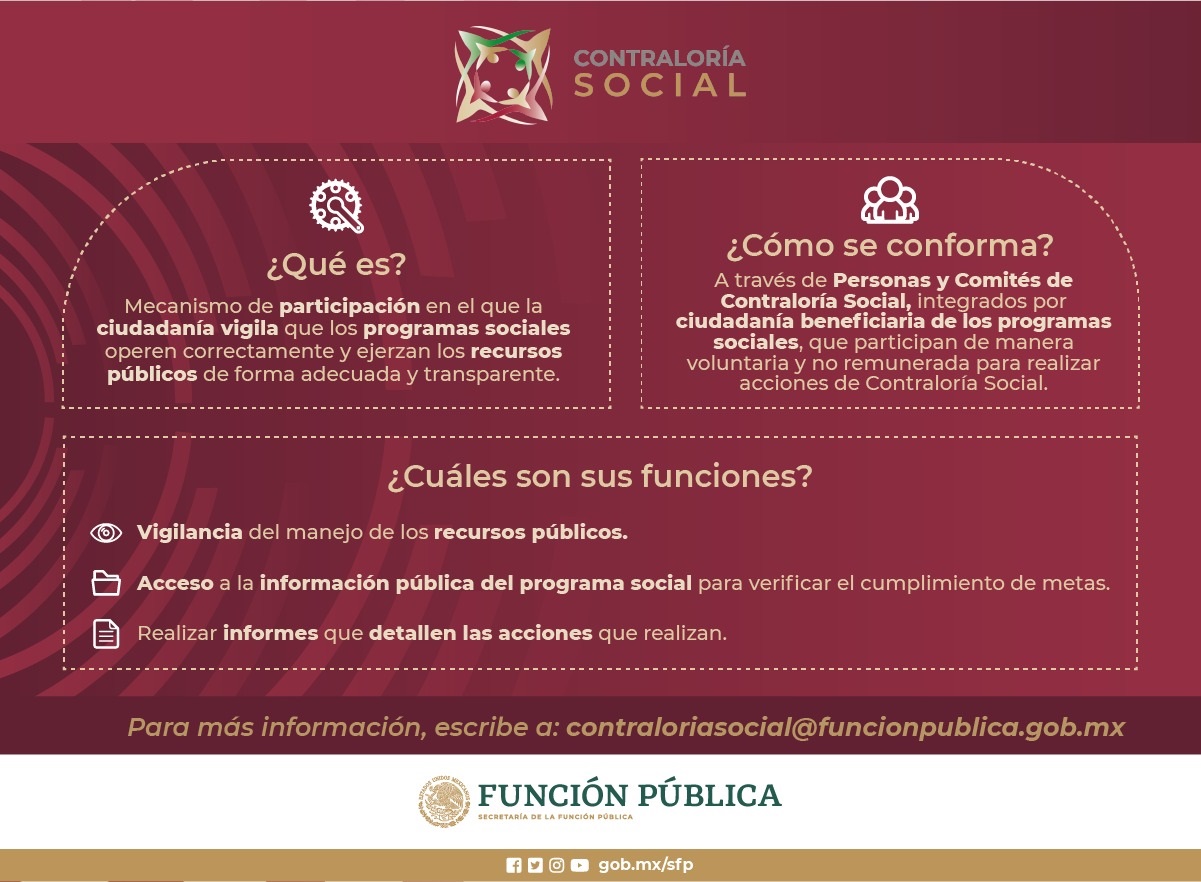 CONTRALORÍA
SOCIAL
¿Qué es?
Mecanismo de participación en el que la
ciudadanía vigila que los programas sociales
operen correctamente y ejerzan los recursos
públicos de forma adecuada y transparente.
¿Cómo se conforma?
A través de Personas y Comités de
Contraloría Social, integrados por
ciudadanía beneficiaria de los programas
sociales, que participan de manera
voluntaria y no remunerada para realizar
acciones de Contraloría Social.
¿Cuáles son sus funciones?
Vigilancia del manejo de los recursos públicos.
Acceso a la información pública del programa social para verificar el cumplimiento de metas.
Realizar informes que detallen las acciones que realizan.
Para más información, escribe a: contraloriasocial@funcionpublica.gob.mx
ESTADOS UNIDOS MEXICANOS
FUNCIÓN PÚBLICA
SECRETARÍA DE LA FUNCIÓN PÚBLICA
gob.mx/sfp